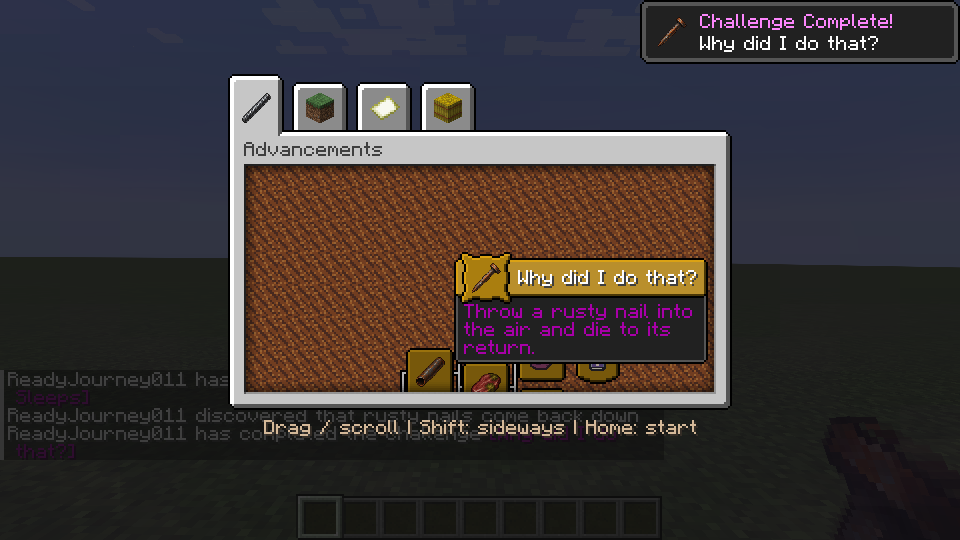 Challenge Complete!
Why did I do that?
Advancements
Why did I do that?
Throw a rusty nail into
the air and die to its
return.
ReadyJourney011 has
Sleeps]
ReadyJourney011 discovered that rusty nails come back down
ReadyJourney011 has completed the challenge
that?]
Drag / scroll | Shift: sideways | Home: start